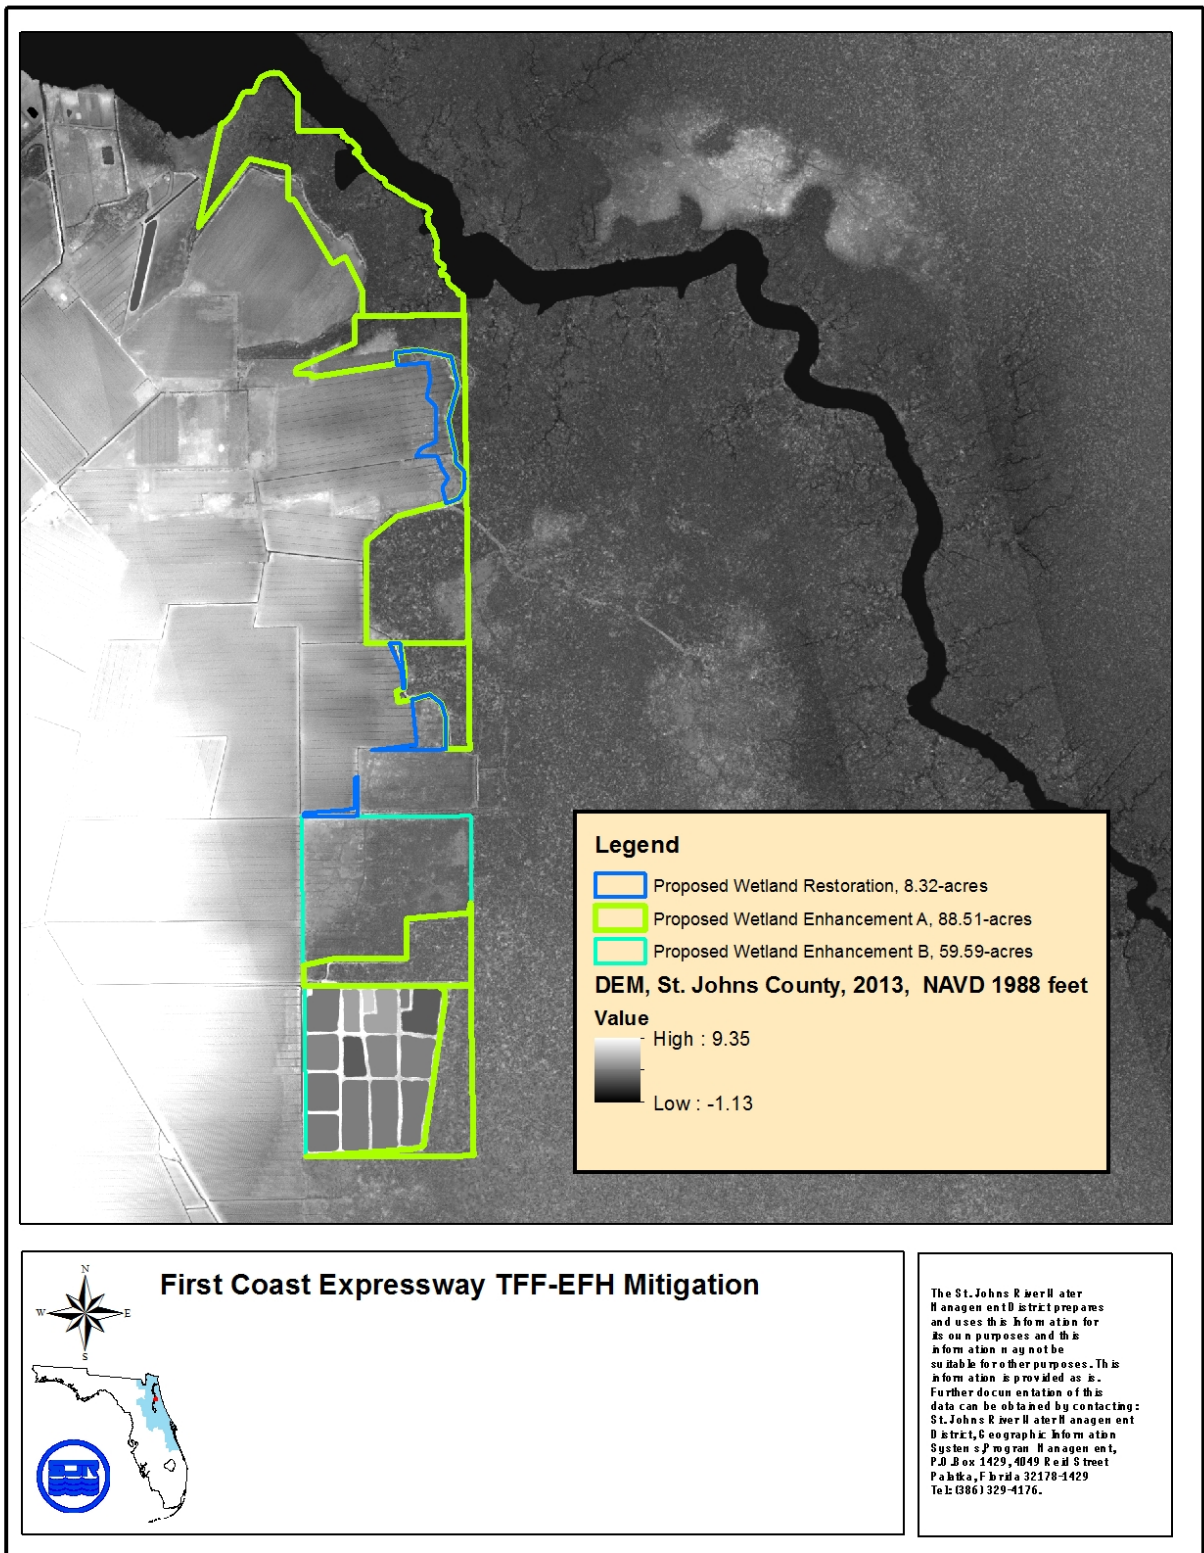 Legend
Proposed Wetland Restoration, 8.32-acres
Proposed Wetland Enhancement A, 88.51-acres
Proposed Wetland Enhancement B, 59.59-acres
DEM, St. Johns County, 2013, NAVD 1988 feet
Value
High : 9.35
Low : -1.13
N
W
E
S
First Coast Expressway TFF-EFH Mitigation
The St. Johns River Water
Management District prepares
and uses this information for
its own purposes and this
information may not be
suitable for other purposes. This
information is provided as is.
Further documentation of this
data can be obtained by contacting:
St. Johns River Water Management
District, Geographic Information
Systems, Program Management,
P.O. Box 1429, 4049 Reid Street
Palatka, Florida 32178-1429
Tel: (386) 329-4176.